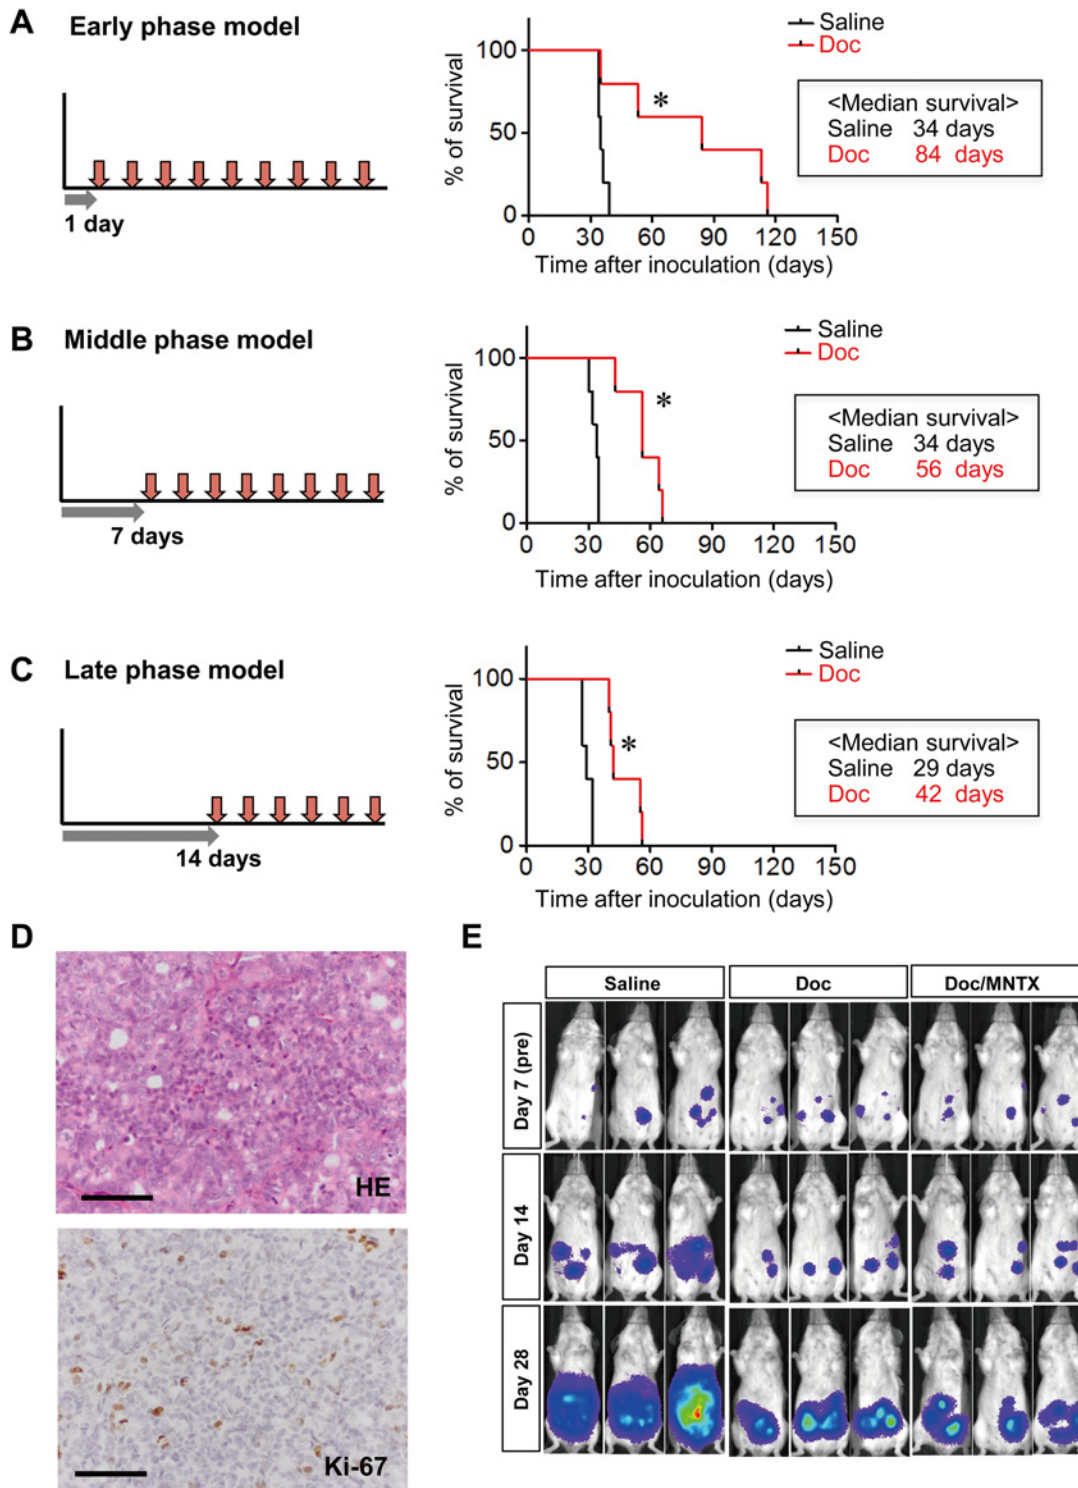 A Early phase model
1 day
Saline
Doc
% of survival
100
50
0
*
0 30 60 90 120 150
Time after inoculation (days)
<Median survival>
Saline 34 days
Doc 84 days
B Middle phase model
7 days
Saline
Doc
% of survival
100
50
0
*
0 30 60 90 120 150
Time after inoculation (days)
<Median survival>
Saline 34 days
Doc 56 days
C Late phase model
14 days
Saline
Doc
% of survival
100
50
0
*
0 30 60 90 120 150
Time after inoculation (days)
<Median survival>
Saline 29 days
Doc 42 days
D
HE
Ki-67
E
Saline Doc Doc/MNTX
Day 7 (pre)
Day 14
Day 28